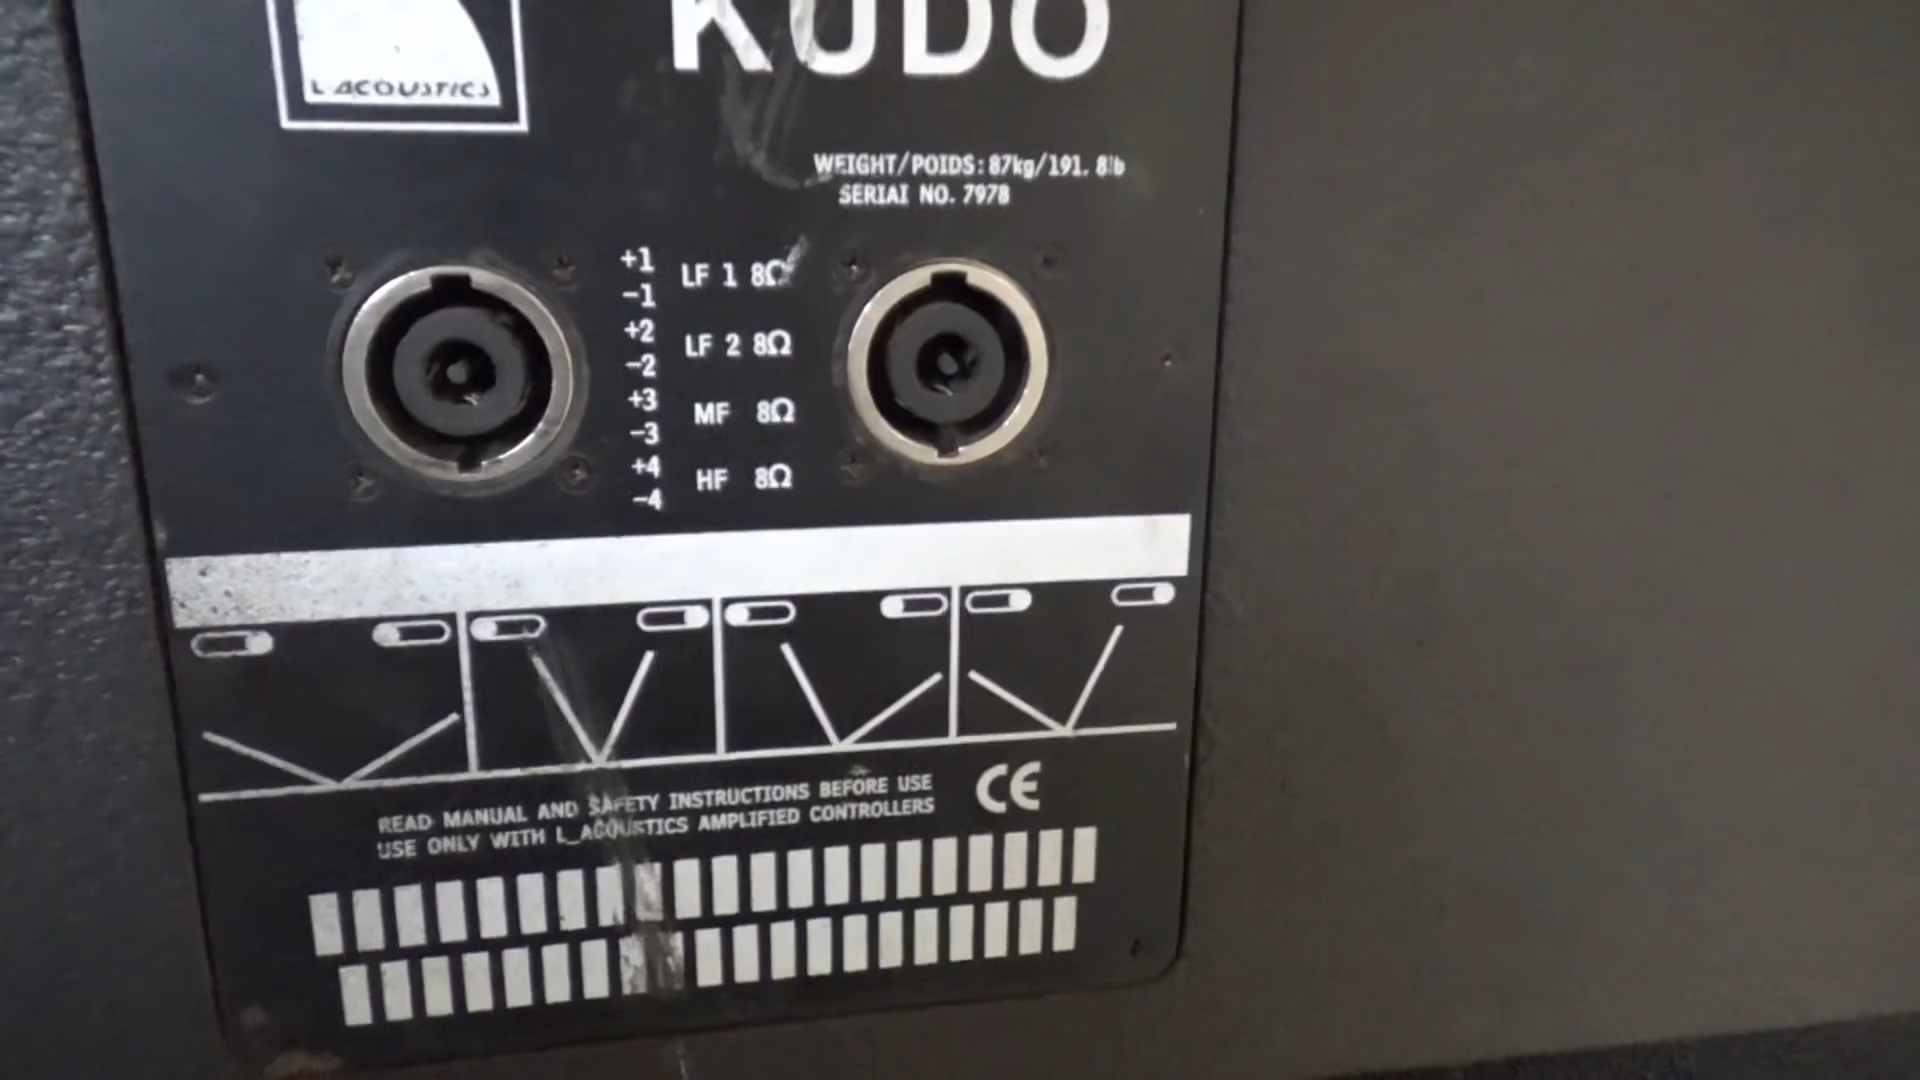 KUDO
L-ACOUSTICS
WEIGHT/POIDS: 87kg/191. 8lb
SERIAI NO. 7978
+1
LF 1 8Ω
-1
+2
LF 2 8Ω
-2
+3
MF 8Ω
-3
+4
HF 8Ω
-4
READ MANUAL AND SAFETY INSTRUCTIONS BEFORE USE
USE ONLY WITH L_ACOUSTICS AMPLIFIED CONTROLLERS
CE